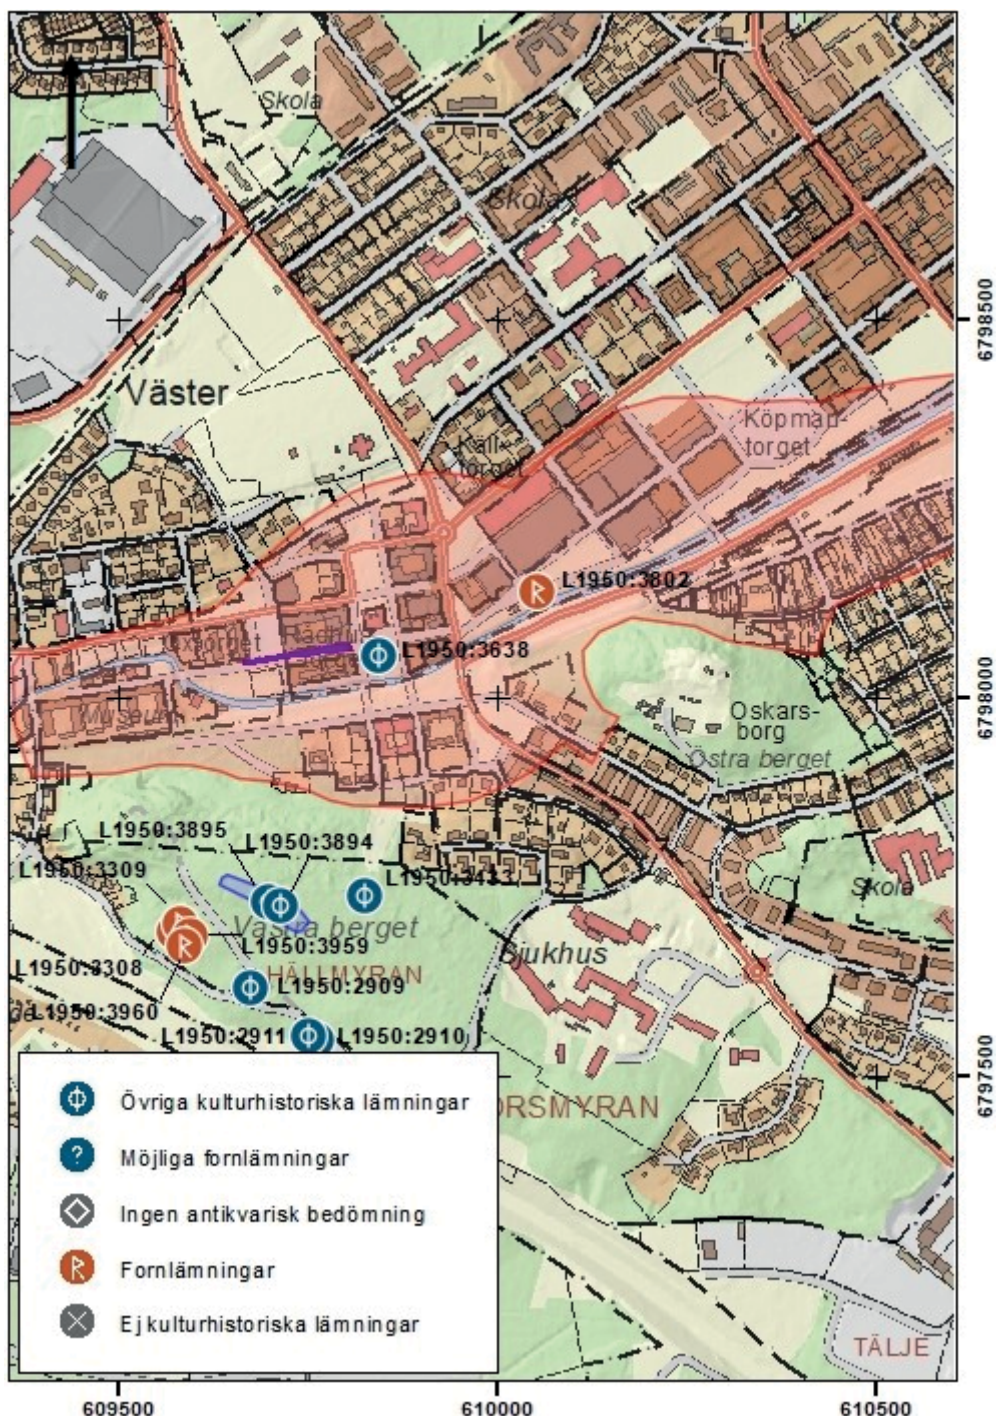 Skola
Skola
6798500
Väster
Köpman-
torget
Käll-
torget
L1950:3802
L1950:3638
6798000
Museum
Oskars-
borg
Östra berget
L1950:3895
L1950:3894
L1950:3309
L1950:3433
Skola
Västra berget
L1950:3959
Sjukhus
L1950:3308
HÄLLMYRAN
L1950:2909
L1950:3960
L1950:2911
L1950:2910
6797500
Övriga kulturhistoriska lämningar
ORSMYRAN
?
Möjliga fornlämningar
Ingen antikvarisk bedömning
Fornlämningar
Ej kulturhistoriska lämningar
TÄLJE
609500
610000
610500